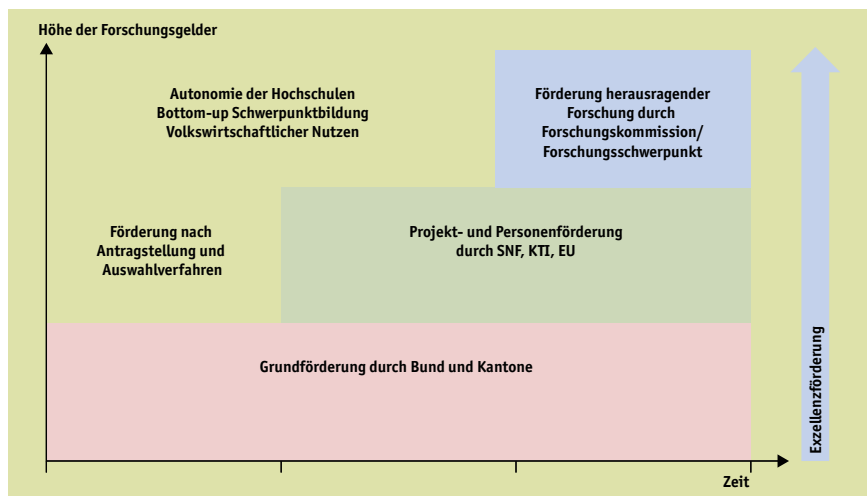 Höhe der Forschungsgelder
Autonomie der Hochschulen
Bottom-up Schwerpunktbildung
Volkswirtschaftlicher Nutzen
Förderung herausragender
Forschung durch
Forschungskommission/
Forschungsschwerpunkt
Förderung nach
Antragstellung und
Auswahlverfahren
Projekt- und Personenförderung
durch SNF, KTI, EU
Grundförderung durch Bund und Kantone
Exzellenzförderung
Zeit